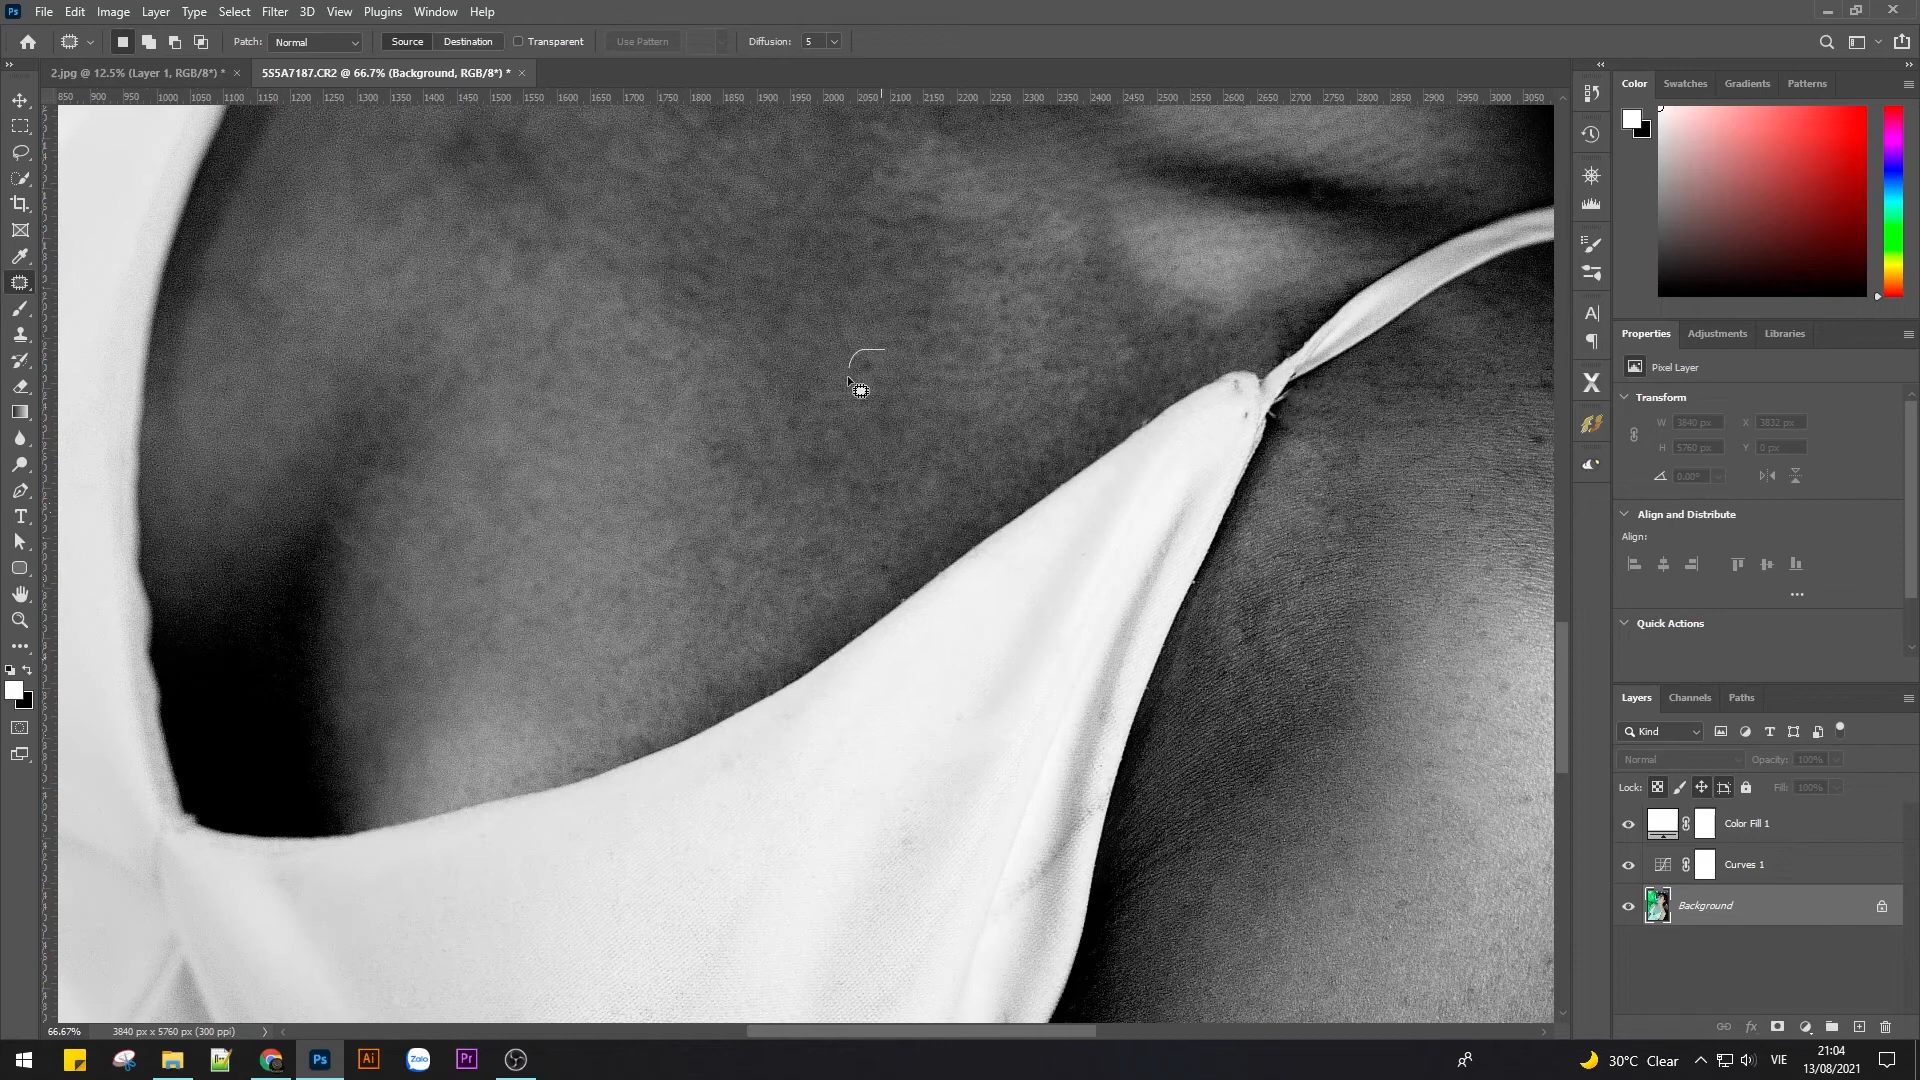 Ps File Edit Image Layer Type Select Filter 3D View Plugins Window Help
Patch: Normal Source Destination Transparent Use Pattern Diffusion: 5
2.jpg @ 12.5% (Layer 1, RGB/8*) * × 5S5A7187.CR2 @ 66.7% (Background, RGB/8*) * ×
850 900 950 1000 1050 1100 1150 1200 1250 1300 1350 1400 1450 1500 1550 1600 1650 1700 1750 1800 1850 1900 1950 2000 2050 2100 2150 2200 2250 2300 2350 2400 2450 2500 2550 2600 2650 2700 2750 2800 2850 2900 2950 3000 3050
Color Swatches Gradients Patterns
Properties Adjustments Libraries
Pixel Layer
Transform
W 3840 px X 3832 px
H 5760 px Y 0 px
0.00°
Align and Distribute
Align:
Quick Actions
Layers Channels Paths
Kind
Normal Opacity: 100%
Lock: Fill: 100%
Color Fill 1
Curves 1
Background
66.67% 3840 px x 5760 px (300 ppi)
Ps Ai Zalo Pr
30°C Clear VIE
21:04
13/08/2021